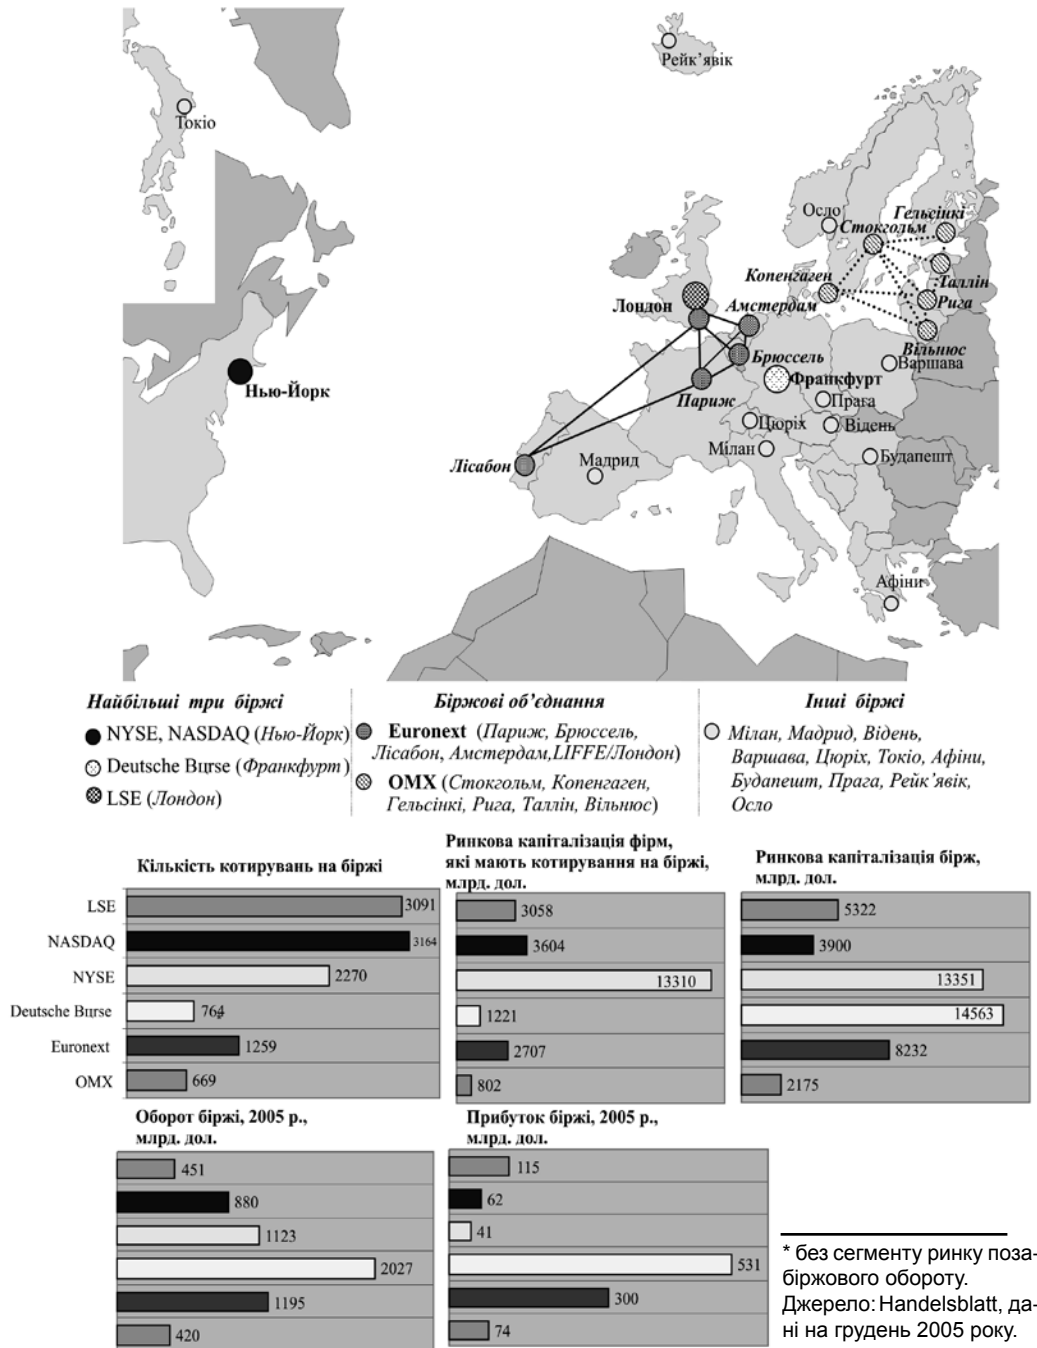 Рейк’явік
Токіо
Осло
Гельсінкі
Стокгольм
Копенгаген
Таллін
Рига
Лондон
Амстердам
Вільнюс
Варшава
Брюссель
Франкфурт
Нью-Йорк
Париж
Прага
Цюріх
Відень
Мілан
Будапешт
Лісабон
Мадрид
Афіни
Найбільші три біржі
NYSE, NASDAQ (Нью-Йорк)
Deutsche Bцrse (Франкфурт)
LSE (Лондон)
Біржові об’єднання
Euronext (Париж, Брюссель,
Лісабон, Амстердам,LIFFE/Лондон)
OMX (Стокгольм, Копенгаген,
Гельсінкі, Рига, Таллін, Вільнюс)
Інші біржі
Мілан, Мадрид, Відень,
Варшава, Цюріх, Токіо, Афіни,
Будапешт, Прага, Рейк’явік,
Осло
Кількість котирувань на біржі
LSE 3091
NASDAQ 3164
NYSE 2270
Deutsche Bцrse 764
Euronext 1259
OMX 669
Ринкова капіталізація фірм,
які мають котирування на біржі,
млрд. дол.
3058
3604
13310
1221
2707
802
Ринкова капіталізація бірж,
млрд. дол.
5322
3900
13351
14563
8232
2175
Оборот біржі, 2005 р.,
млрд. дол.
451
880
1123
2027
1195
420
Прибуток біржі, 2005 р.,
млрд. дол.
115
62
41
531
300
74
* без сегменту ринку поза-
біржового обороту.
Джерело: Handelsblatt, да-
ні на грудень 2005 року.